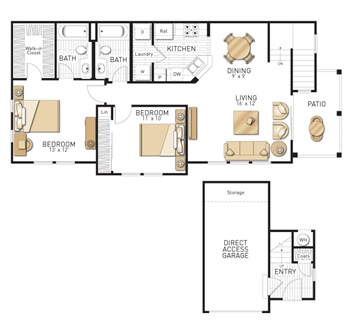 Walk-in
Closet
BATH
BATH
D
W
Laundry
Ref.
KITCHEN
DW
DINING
9' x 9'
LIVING
16' x 12'
PATIO
BEDROOM
13' x 12'
Lin
BEDROOM
11' x 10'
Storage
DIRECT
ACCESS
GARAGE
WH
Coats
ENTRY